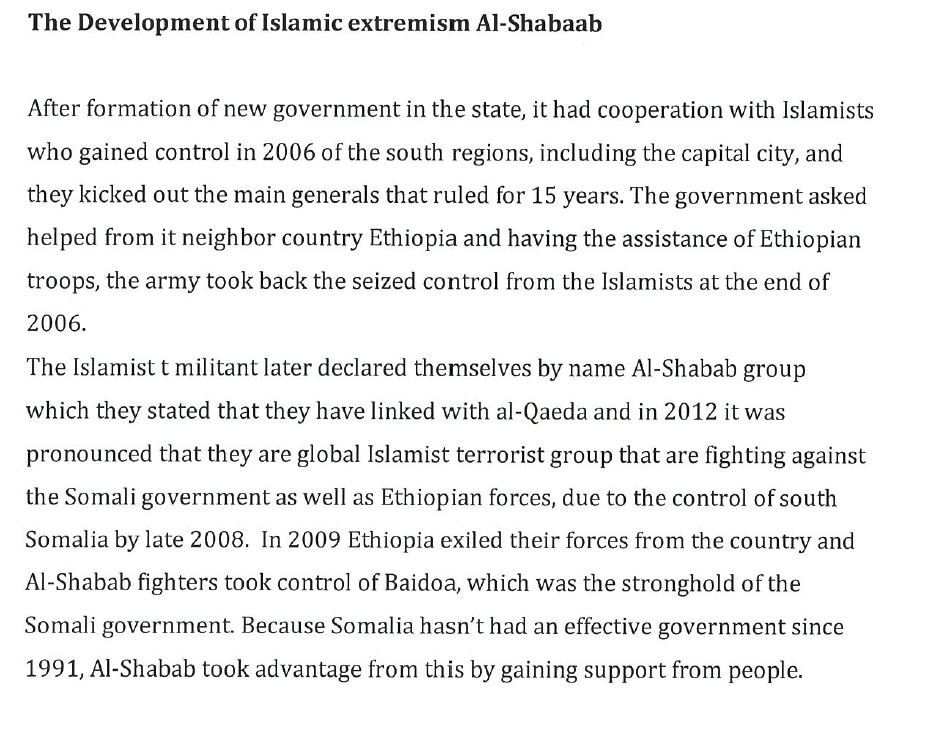 The Development of Islamic extremism Al-Shabaab
After formation of new government in the state, it had cooperation with Islamists
who gained control in 2006 of the south regions, including the capital city, and
they kicked out the main generals that ruled for 15 years. The government asked
helped from it neighbor country Ethiopia and having the assistance of Ethiopian
troops, the army took back the seized control from the Islamists at the end of
2006.
The Islamist t militant later declared themselves by name Al-Shabab group
which they stated that they have linked with al-Qaeda and in 2012 it was
pronounced that they are global Islamist terrorist group that are fighting against
the Somali government as well as Ethiopian forces, due to the control of south
Somalia by late 2008.  In 2009 Ethiopia exiled their forces from the country and
Al-Shabab fighters took control of Baidoa, which was the stronghold of the
Somali government. Because Somalia hasn't had an effective government since
1991, Al-Shabab took advantage from this by gaining support from people.